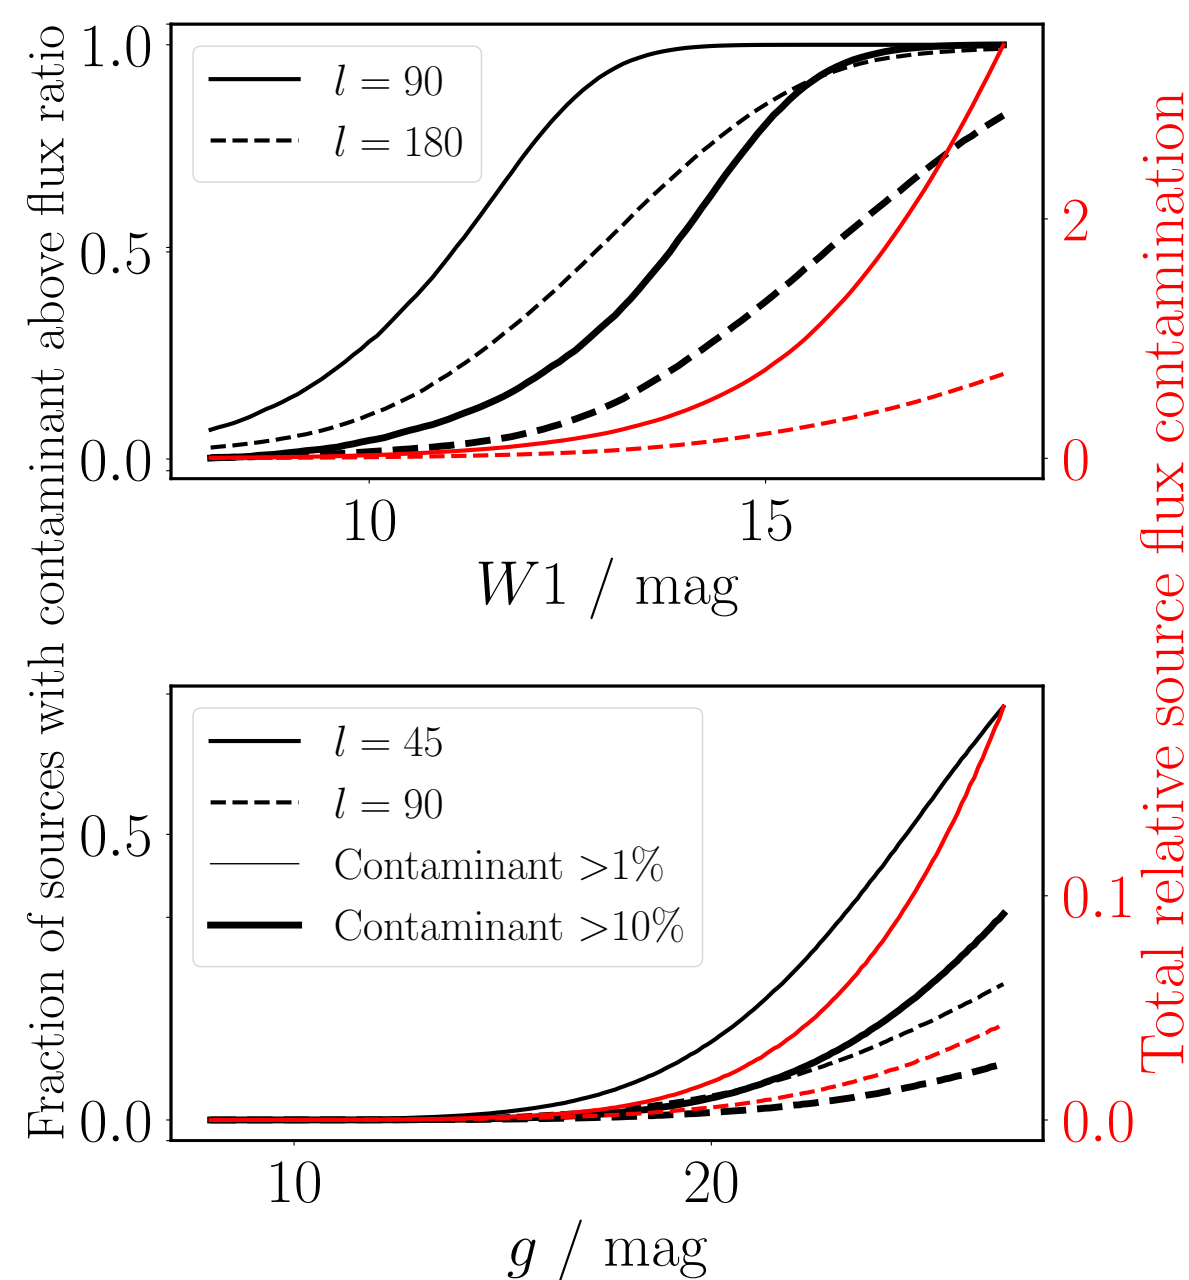 Fraction of sources with contaminant above flux ratio
1.0
0.5
0.0
l = 90
l = 180
2
0
10
15
W1 / mag
Total relative source flux contamination
0.5
0.0
l = 45
l = 90
Contaminant >1%
Contaminant >10%
0.1
0.0
10
20
g / mag